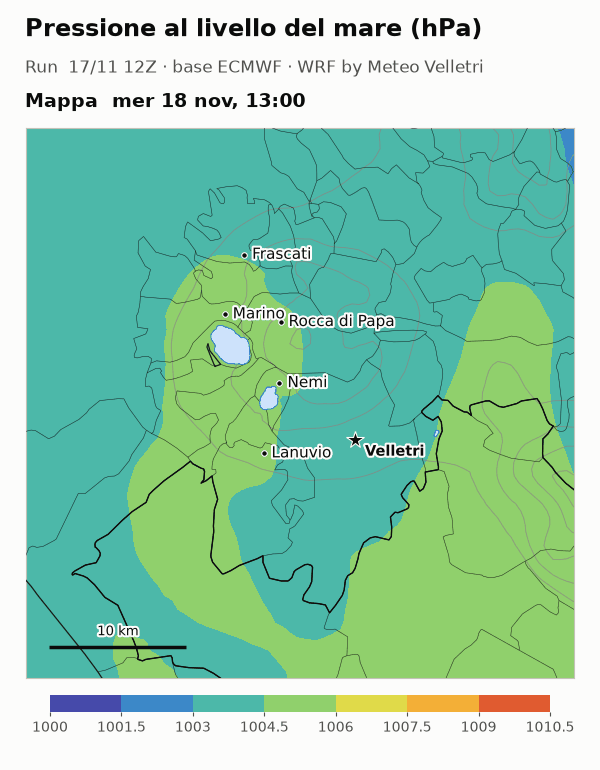 Pressione al livello del mare (hPa)
Run  17/11 12Z · base ECMWF · WRF by Meteo Velletri
Mappa  mer 18 nov, 13:00
Frascati
Marino
Rocca di Papa
Nemi
Velletri
Lanuvio
10 km
1000 1001.5 1003 1004.5 1006 1007.5 1009 1010.5